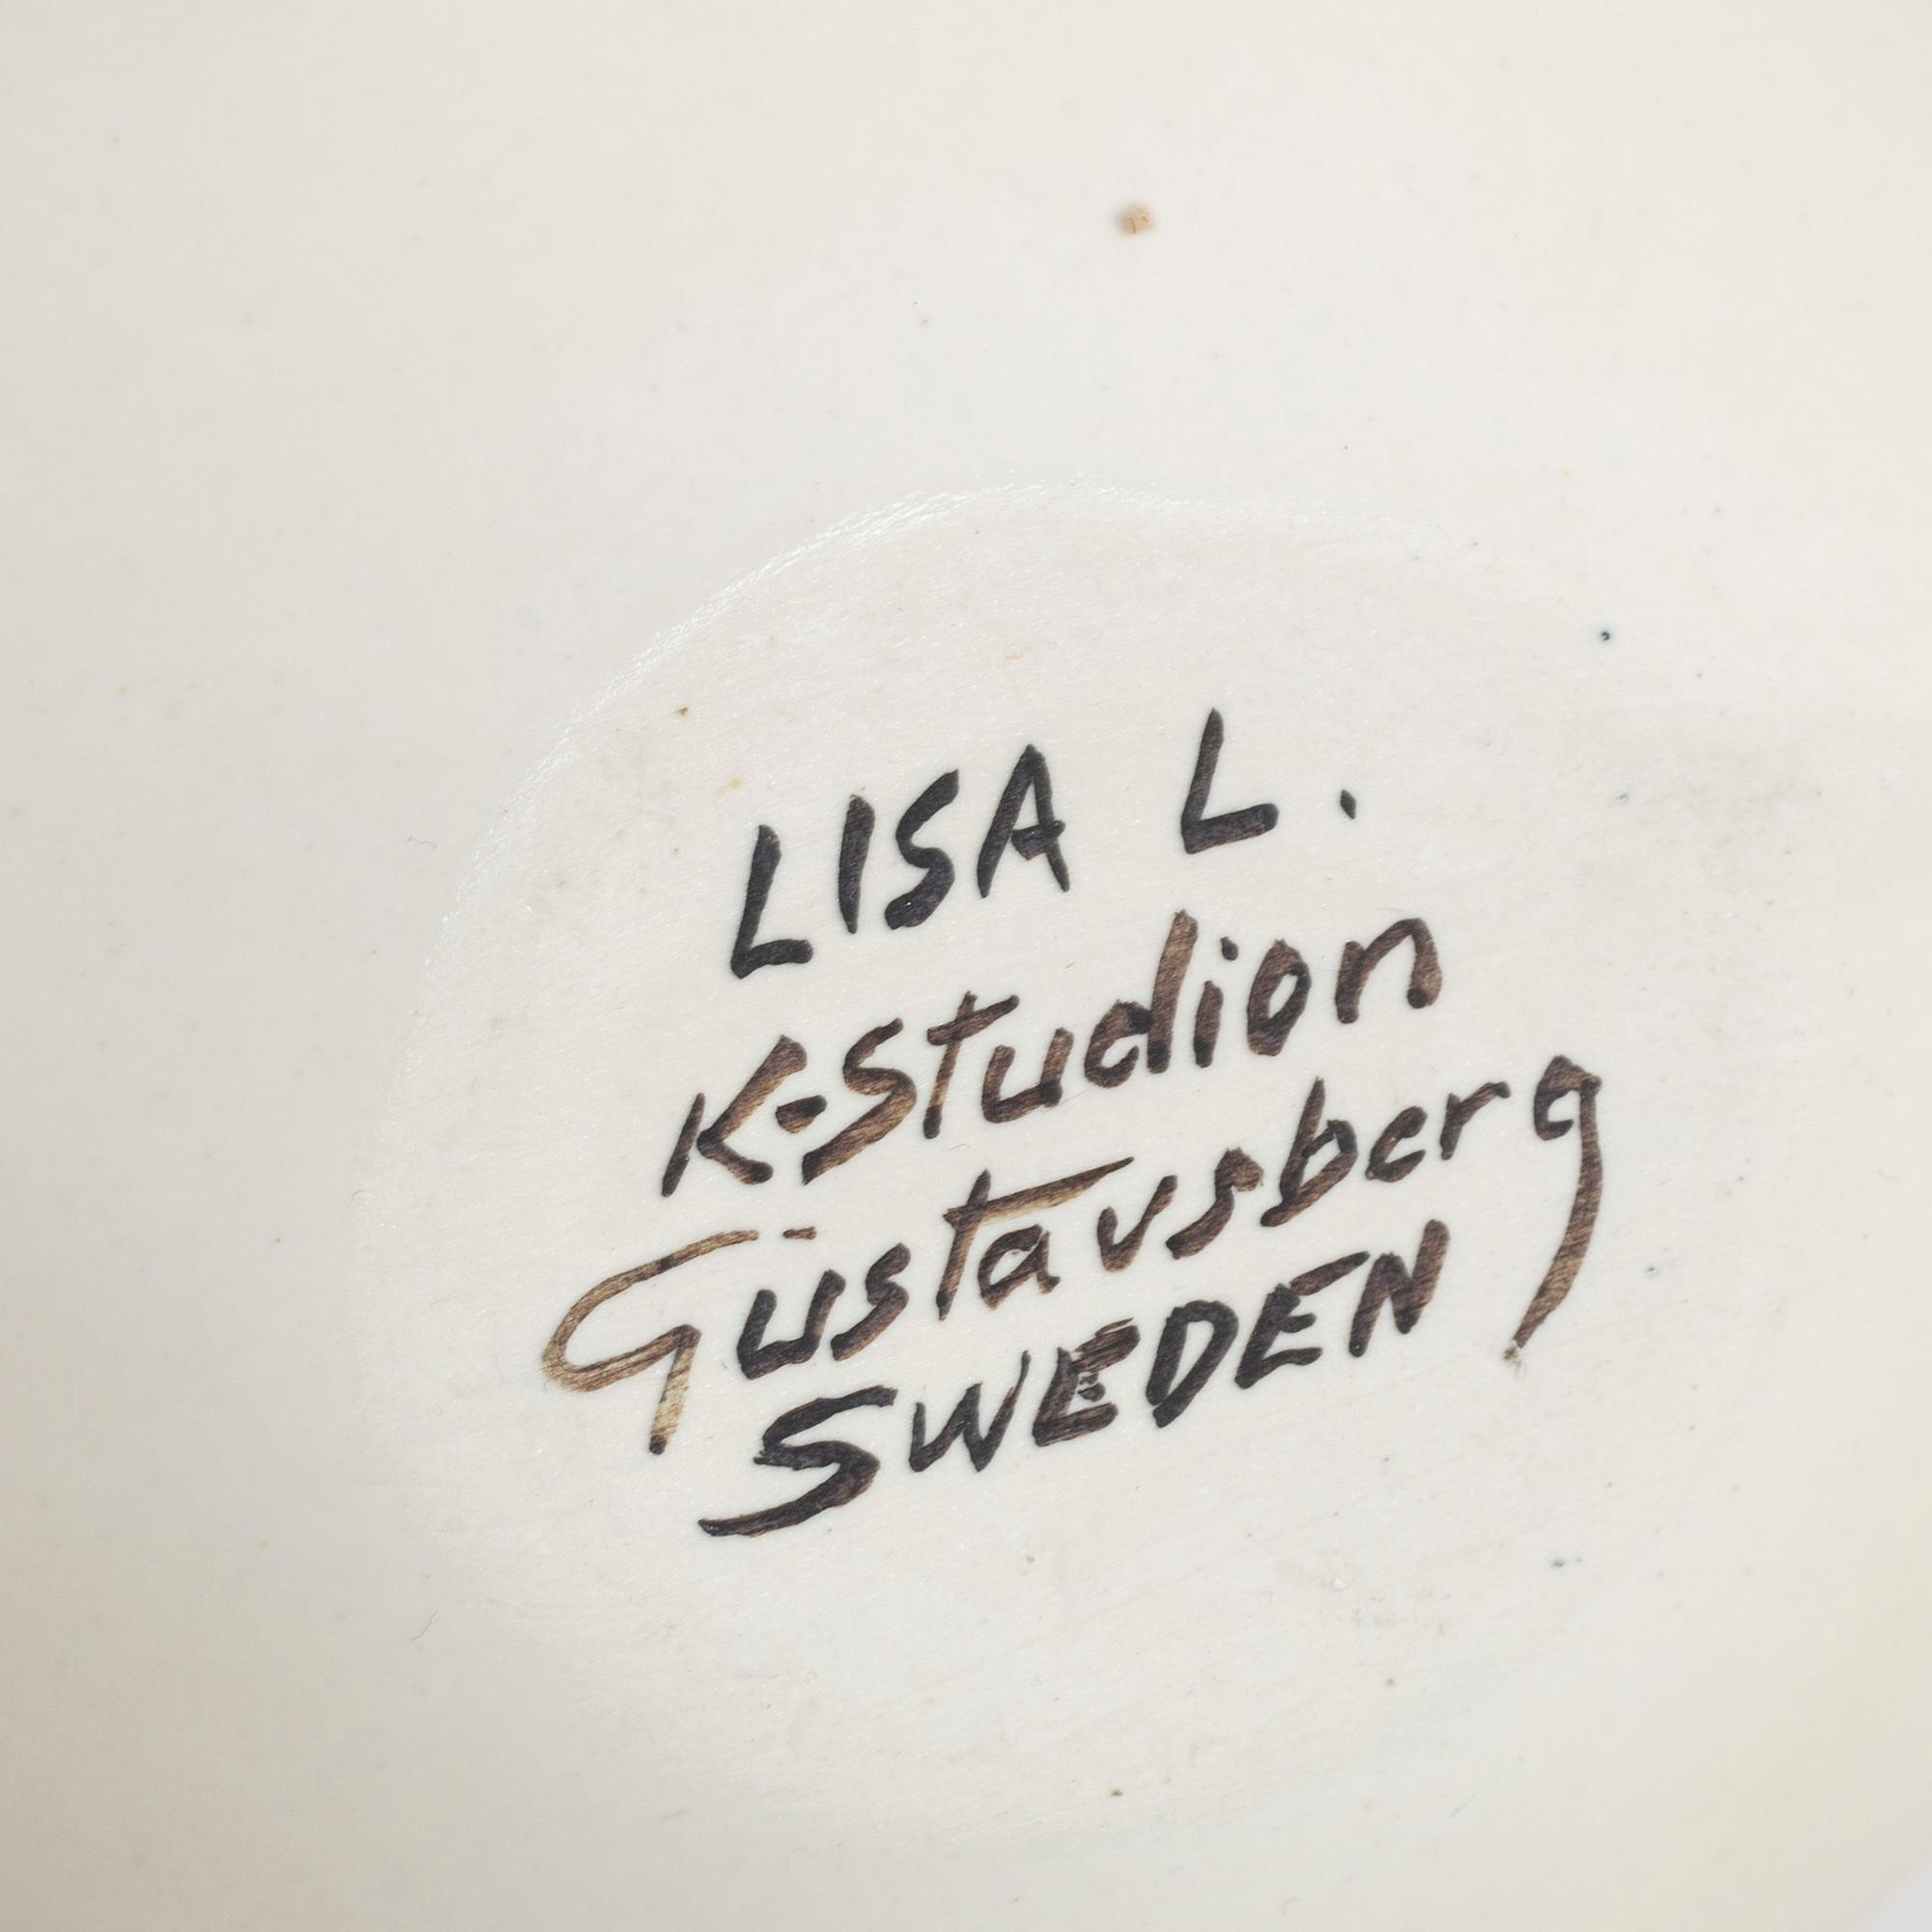 LISA L.
K-Studion
Gustavsberg
SWEDEN